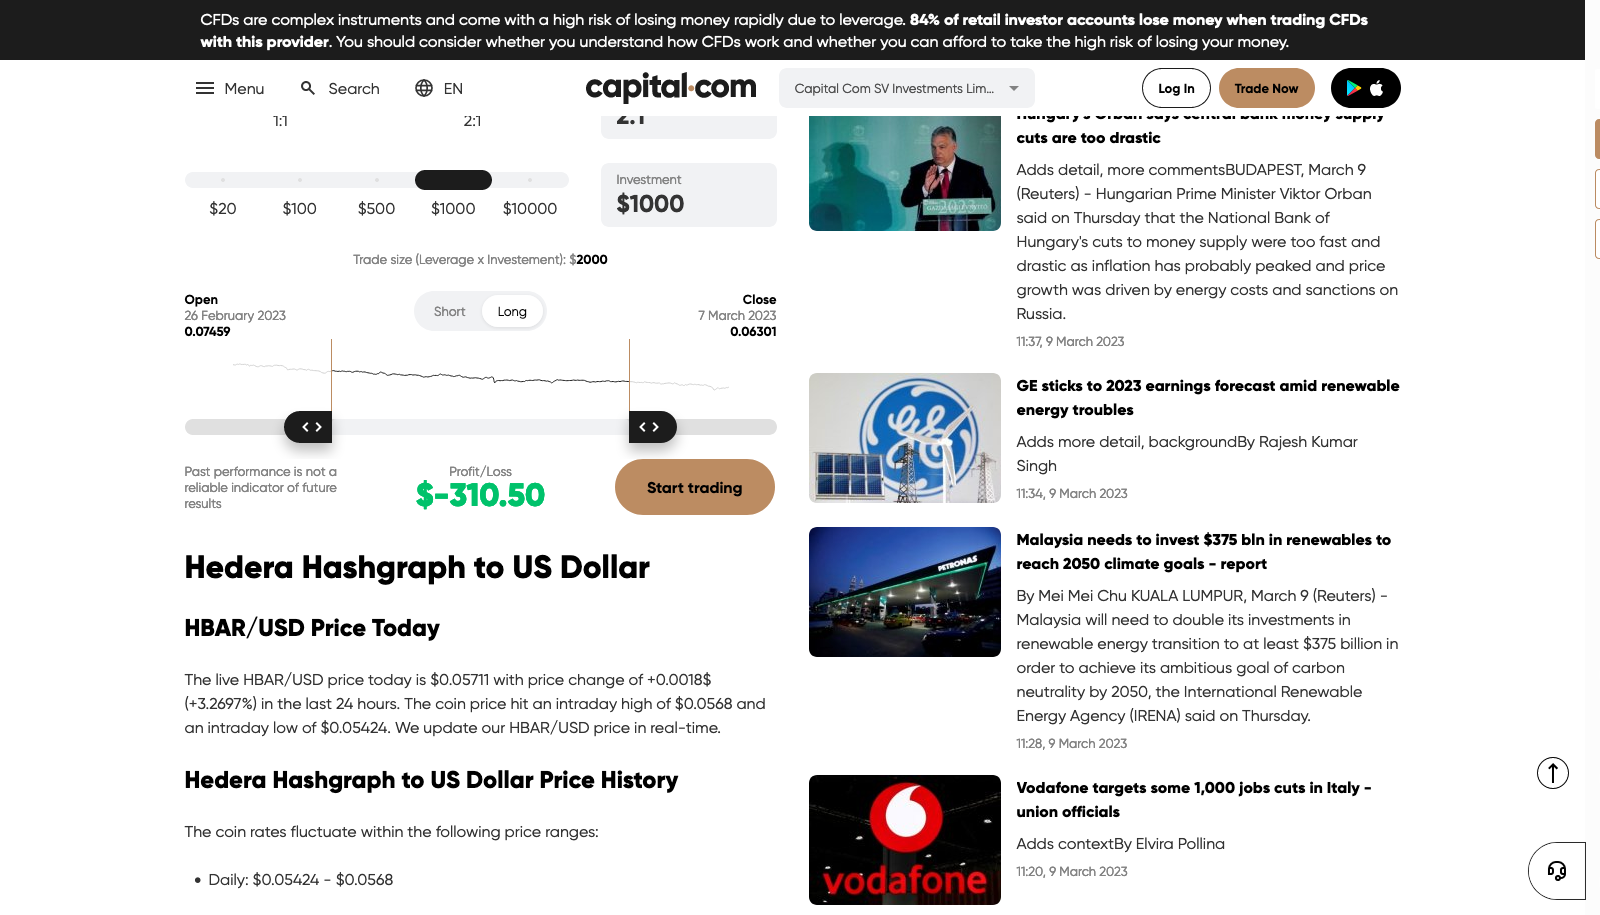 CFDs are complex instruments and come with a high risk of losing money rapidly due to leverage. 84% of retail investor accounts lose money when trading CFDs
with this provider. You should consider whether you understand how CFDs work and whether you can afford to take the high risk of losing your money.
Menu
Search
EN
capital.com
Capital Com SV Investments Lim...
Log In
Trade Now
1:1
2:1
2:1
$20
$100
$500
$1000
$10000
Investment
$1000
Trade size (Leverage x Investement): $2000
Open
26 February 2023
0.07459
Short
Long
Close
7 March 2023
0.06301
Past performance is not a
reliable indicator of future
results
Profit/Loss
$-310.50
Start trading
Hedera Hashgraph to US Dollar
HBAR/USD Price Today
The live HBAR/USD price today is $0.05711 with price change of +0.0018$
(+3.2697%) in the last 24 hours. The coin price hit an intraday high of $0.0568 and
an intraday low of $0.05424. We update our HBAR/USD price in real-time.
Hedera Hashgraph to US Dollar Price History
The coin rates fluctuate within the following price ranges:
• Daily: $0.05424 - $0.0568
Hungary's Orban says central bank money supply
cuts are too drastic
Adds detail, more commentsBUDAPEST, March 9
(Reuters) - Hungarian Prime Minister Viktor Orban
said on Thursday that the National Bank of
Hungary's cuts to money supply were too fast and
drastic as inflation has probably peaked and price
growth was driven by energy costs and sanctions on
Russia.
11:37, 9 March 2023
GE sticks to 2023 earnings forecast amid renewable
energy troubles
Adds more detail, backgroundBy Rajesh Kumar
Singh
11:34, 9 March 2023
PETRONAS
Malaysia needs to invest $375 bln in renewables to
reach 2050 climate goals - report
By Mei Mei Chu KUALA LUMPUR, March 9 (Reuters) -
Malaysia will need to double its investments in
renewable energy transition to at least $375 billion in
order to achieve its ambitious goal of carbon
neutrality by 2050, the International Renewable
Energy Agency (IRENA) said on Thursday.
11:28, 9 March 2023
vodafone
Vodafone targets some 1,000 jobs cuts in Italy -
union officials
Adds contextBy Elvira Pollina
11:20, 9 March 2023